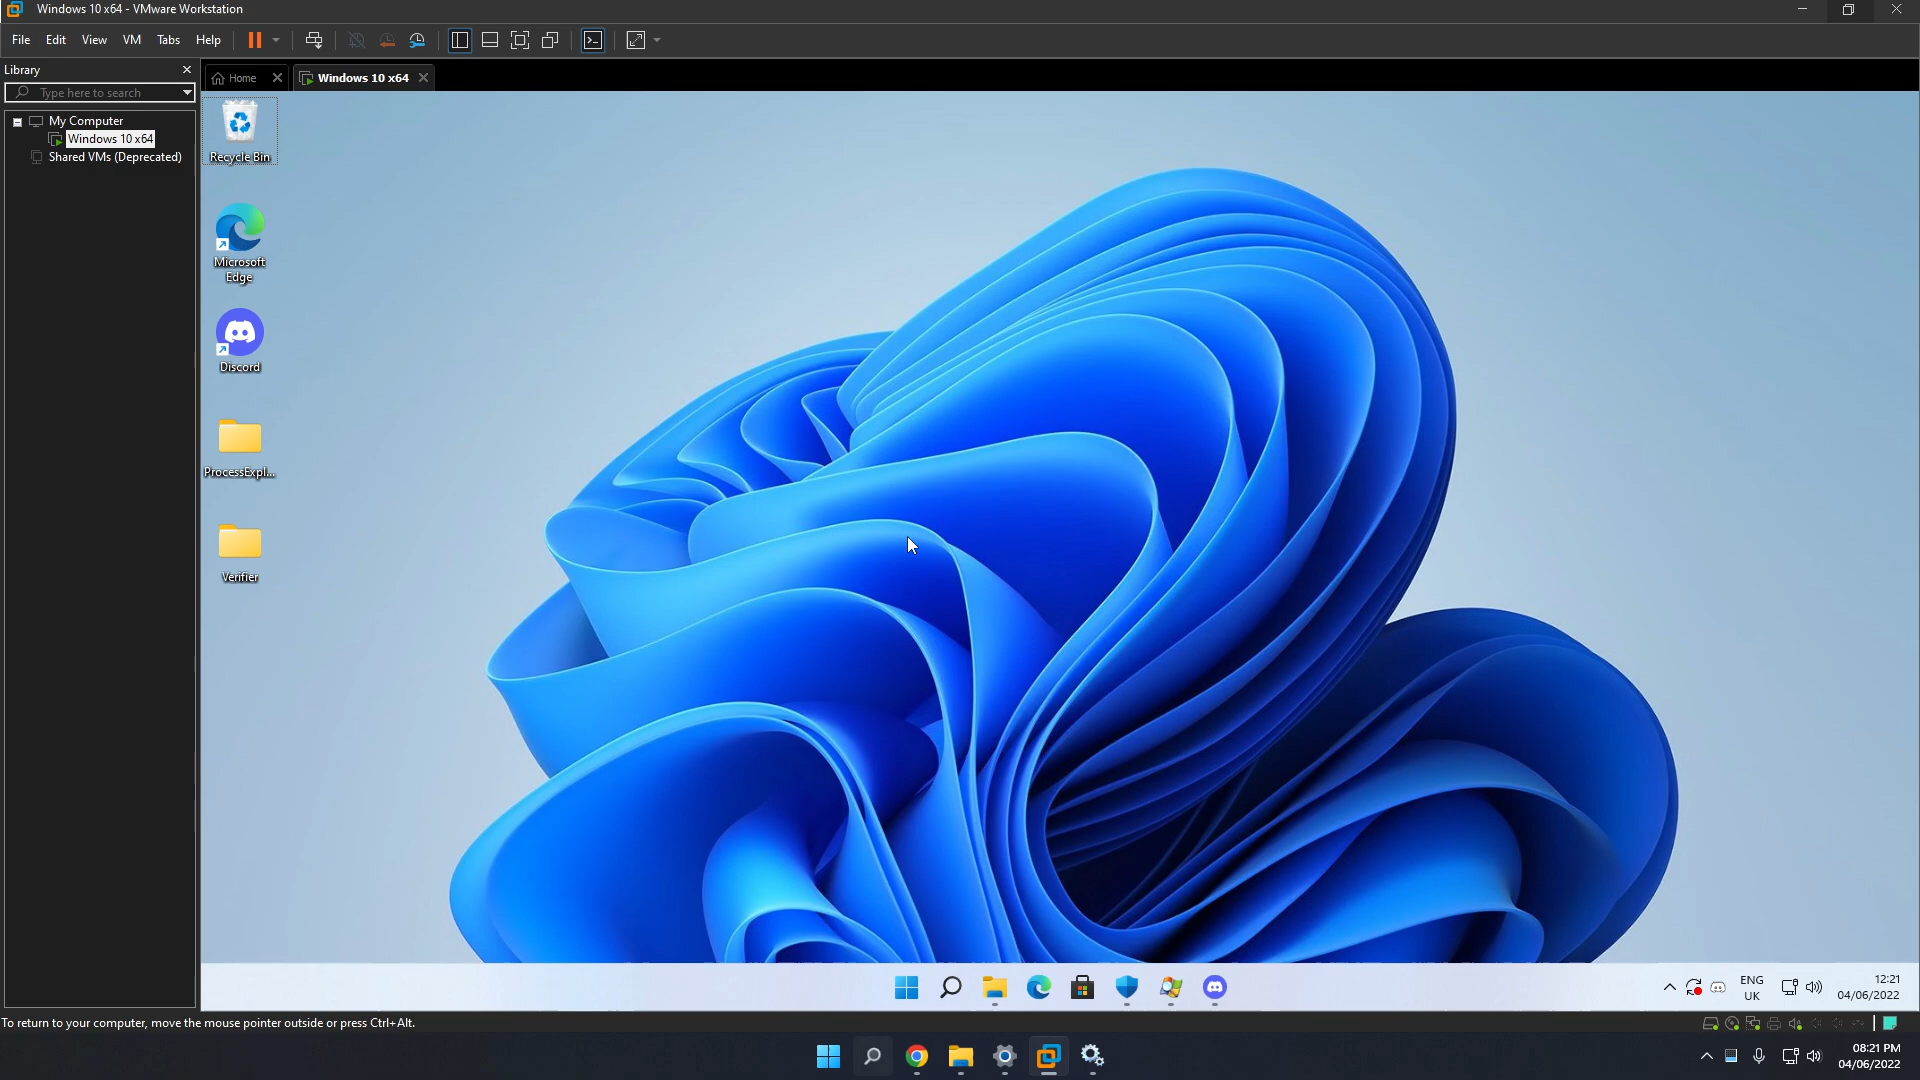 Windows 10 x64 - VMware Workstation
File Edit View VM Tabs Help
Library
Type here to search
My Computer
Windows 10 x64
Shared VMs (Deprecated)
Home
Windows 10 x64
Recycle Bin
Microsoft
Edge
Discord
ProcessExpl...
Verifier
ENG
UK
12:21
04/06/2022
To return to your computer, move the mouse pointer outside or press Ctrl+Alt.
08:21 PM
04/06/2022